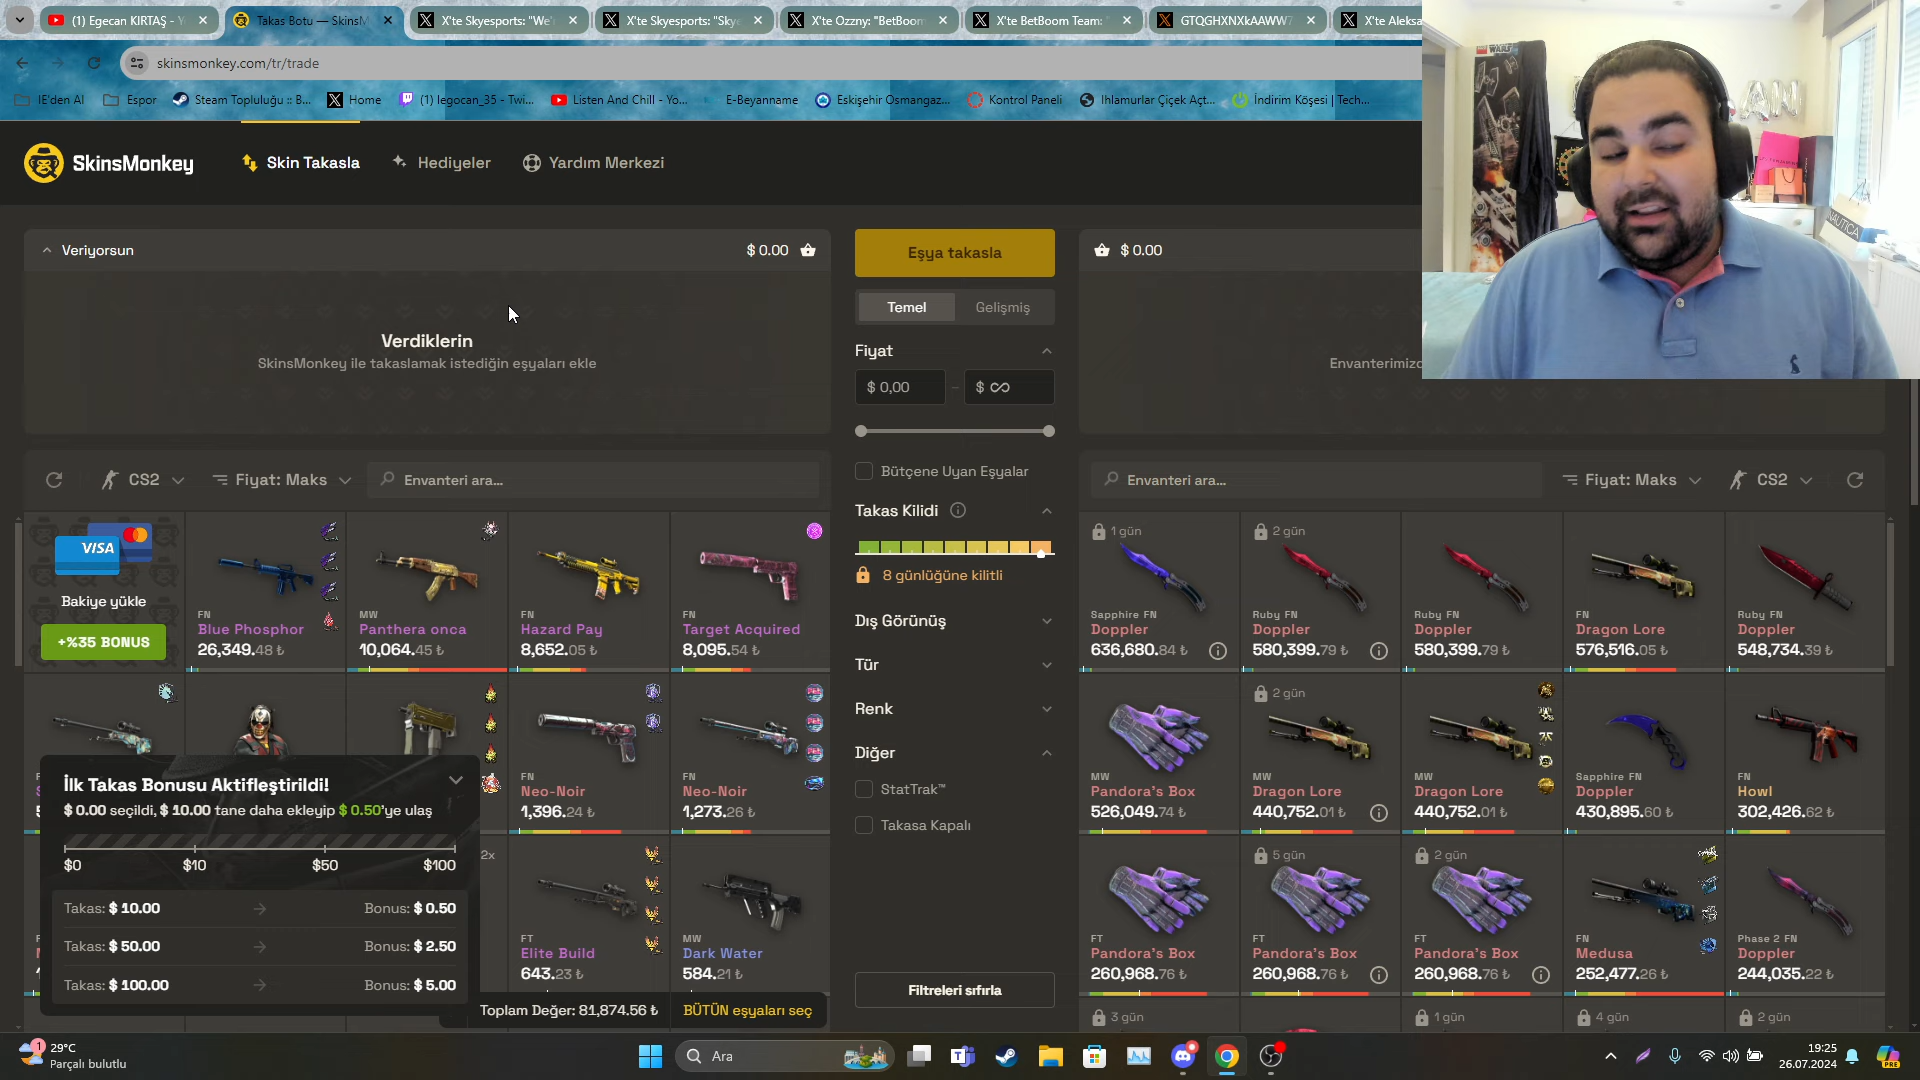 (1) Egecan KIRTAŞ - Y
Takas Botu — SkinsM
X'te Skyesports: "We'
X'te Skyesports: "Skye
X'te Ozzny: "BetBoom
X'te BetBoom Team:
GTQGHXNXkAAWW7
X'te Aleksa
skinsmonkey.com/tr/trade
IE'den Al
Espor
Steam Topluluğu :: B...
Home
(1) legocan_35 - Twi...
Listen And Chill - Yo...
E-Beyanname
Eskişehir Osmangaz...
Kontrol Paneli
Ihlamurlar Çiçek Açt...
İndirim Köşesi | Tech...
SkinsMonkey
Skin Takasla
Hediyeler
Yardım Merkezi
NAUTICA
Veriyorsun
$ 0.00
Verdiklerin
SkinsMonkey ile takaslamak istediğin eşyaları ekle
Eşya takasla
Temel
Gelişmiş
Fiyat
$ 0,00
–
$ ∞
Bütçene Uyan Eşyalar
Takas Kilidi
8 günlüğüne kilitli
Dış Görünüş
Tür
Renk
Diğer
StatTrak™
Takasa Kapalı
Filtreleri sıfırla
$ 0.00
Envanterimizd
CS2
Fiyat: Maks
Envanteri ara...
VISA
Bakiye yükle
+%35 BONUS
FN
Blue Phosphor
26,349.48 ₺
MW
Panthera onca
10,064.45 ₺
FN
Hazard Pay
8,652.05 ₺
FN
Target Acquired
8,095.54 ₺
FN
Neo-Noir
1,396.24 ₺
FN
Neo-Noir
1,273.26 ₺
2x
FT
Elite Build
643.23 ₺
MW
Dark Water
584.21 ₺
İlk Takas Bonusu Aktifleştirildi!
$ 0.00 seçildi, $ 10.00 tane daha ekleyip $ 0.50'ye ulaş
$0
$10
$50
$100
Takas: $ 10.00
Bonus: $ 0.50
Takas: $ 50.00
Bonus: $ 2.50
Takas: $ 100.00
Bonus: $ 5.00
Toplam Değer: 81,874.56 ₺
BÜTÜN eşyaları seç
Envanteri ara...
Fiyat: Maks
CS2
1 gün
Sapphire FN
Doppler
636,680.84 ₺
2 gün
Ruby FN
Doppler
580,399.79 ₺
Ruby FN
Doppler
580,399.79 ₺
FN
Dragon Lore
576,516.05 ₺
Ruby FN
Doppler
548,734.39 ₺
MW
Pandora's Box
526,049.74 ₺
2 gün
MW
Dragon Lore
440,752.01 ₺
MW
Dragon Lore
440,752.01 ₺
Sapphire FN
Doppler
430,895.60 ₺
FN
Howl
302,426.62 ₺
FT
Pandora's Box
260,968.76 ₺
5 gün
FT
Pandora's Box
260,968.76 ₺
2 gün
FT
Pandora's Box
260,968.76 ₺
FN
Medusa
252,477.26 ₺
Phase 2 FN
Doppler
244,035.22 ₺
3 gün
1 gün
4 gün
2 gün
1
29°C
Parçalı bulutlu
Ara
19:25
26.07.2024
PRE